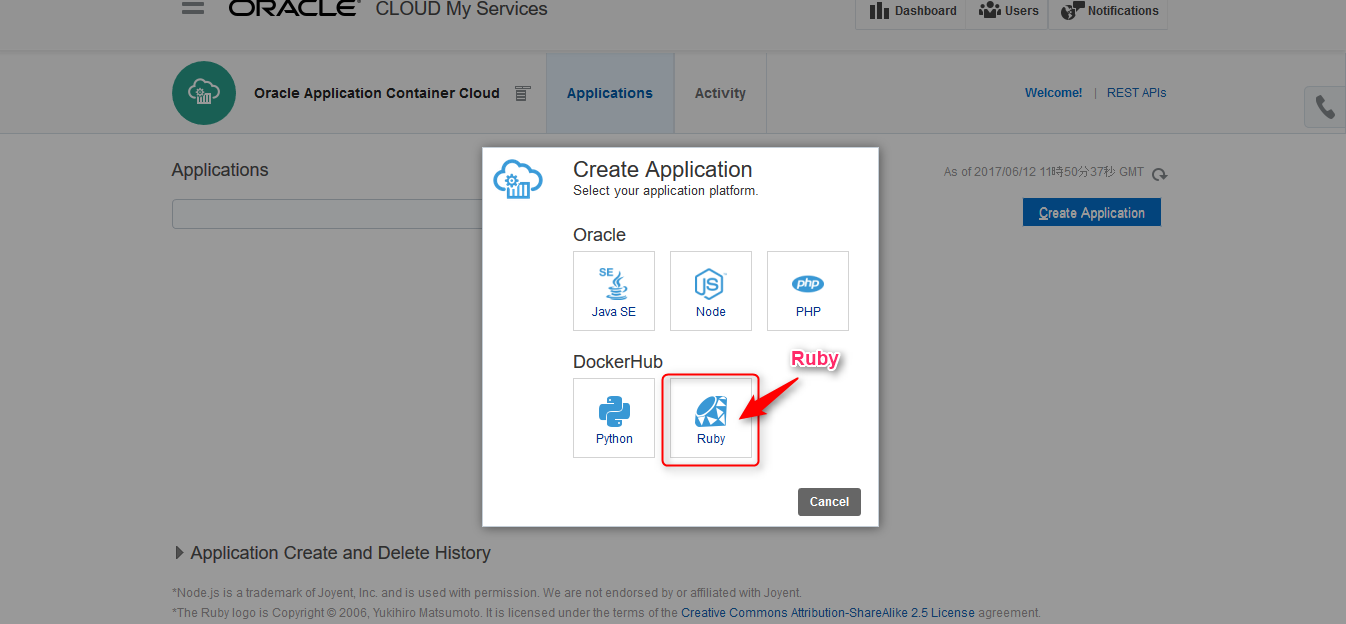 ORACLE CLOUD My Services
Dashboard Users Notifications
Oracle Application Container Cloud Applications Activity Welcome! | REST APIs
Applications
As of 2017/06/12 11時50分37秒 GMT
Create Application
Create Application
Select your application platform.
Oracle
SE
JS
php
Java SE Node PHP
DockerHub
Ruby
Python Ruby
Cancel
Application Create and Delete History
*Node.js is a trademark of Joyent, Inc. and is used with permission. We are not endorsed by or affiliated with Joyent.
*The Ruby logo is Copyright © 2006, Yukihiro Matsumoto. It is licensed under the terms of the Creative Commons Attribution-ShareAlike 2.5 License agreement.